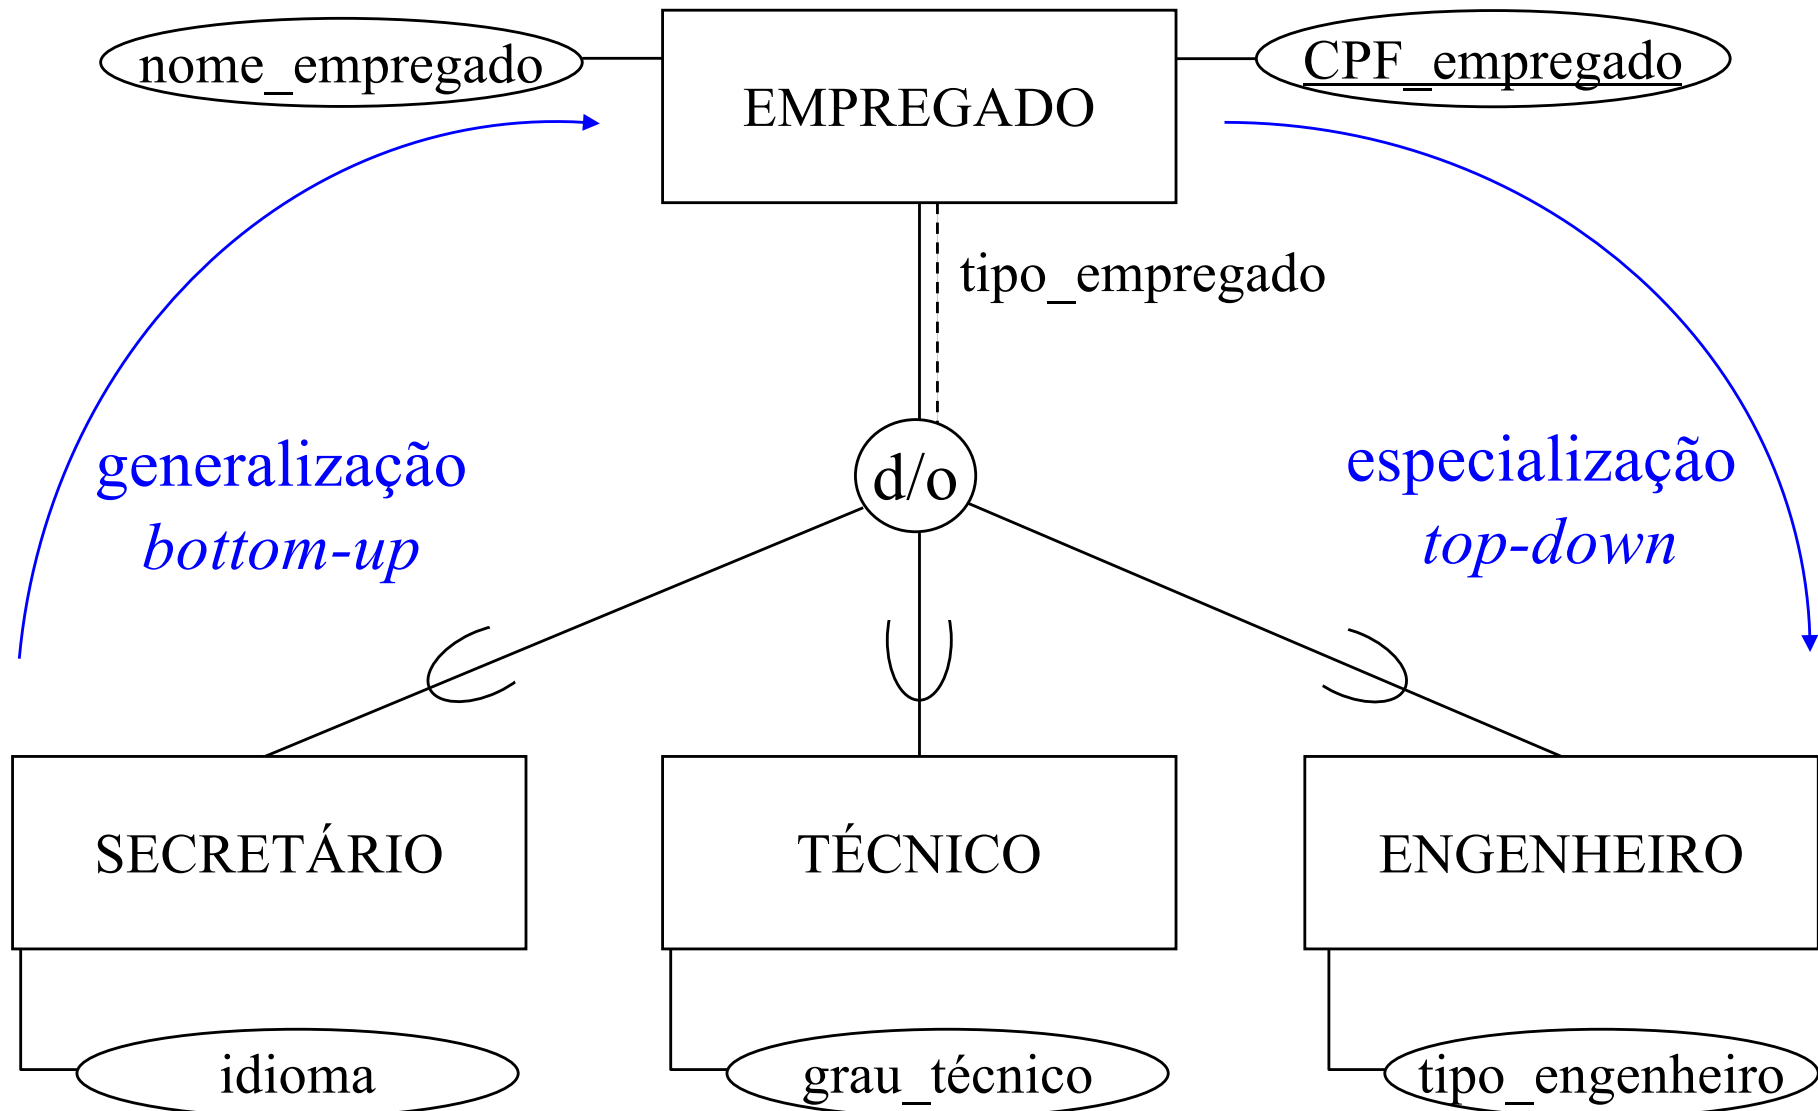 nome_empregado
CPF_empregado
EMPREGADO
tipo_empregado
generalização
bottom-up
d/o
especialização
top-down
SECRETÁRIO
TÉCNICO
ENGENHEIRO
idioma
grau_técnico
tipo_engenheiro